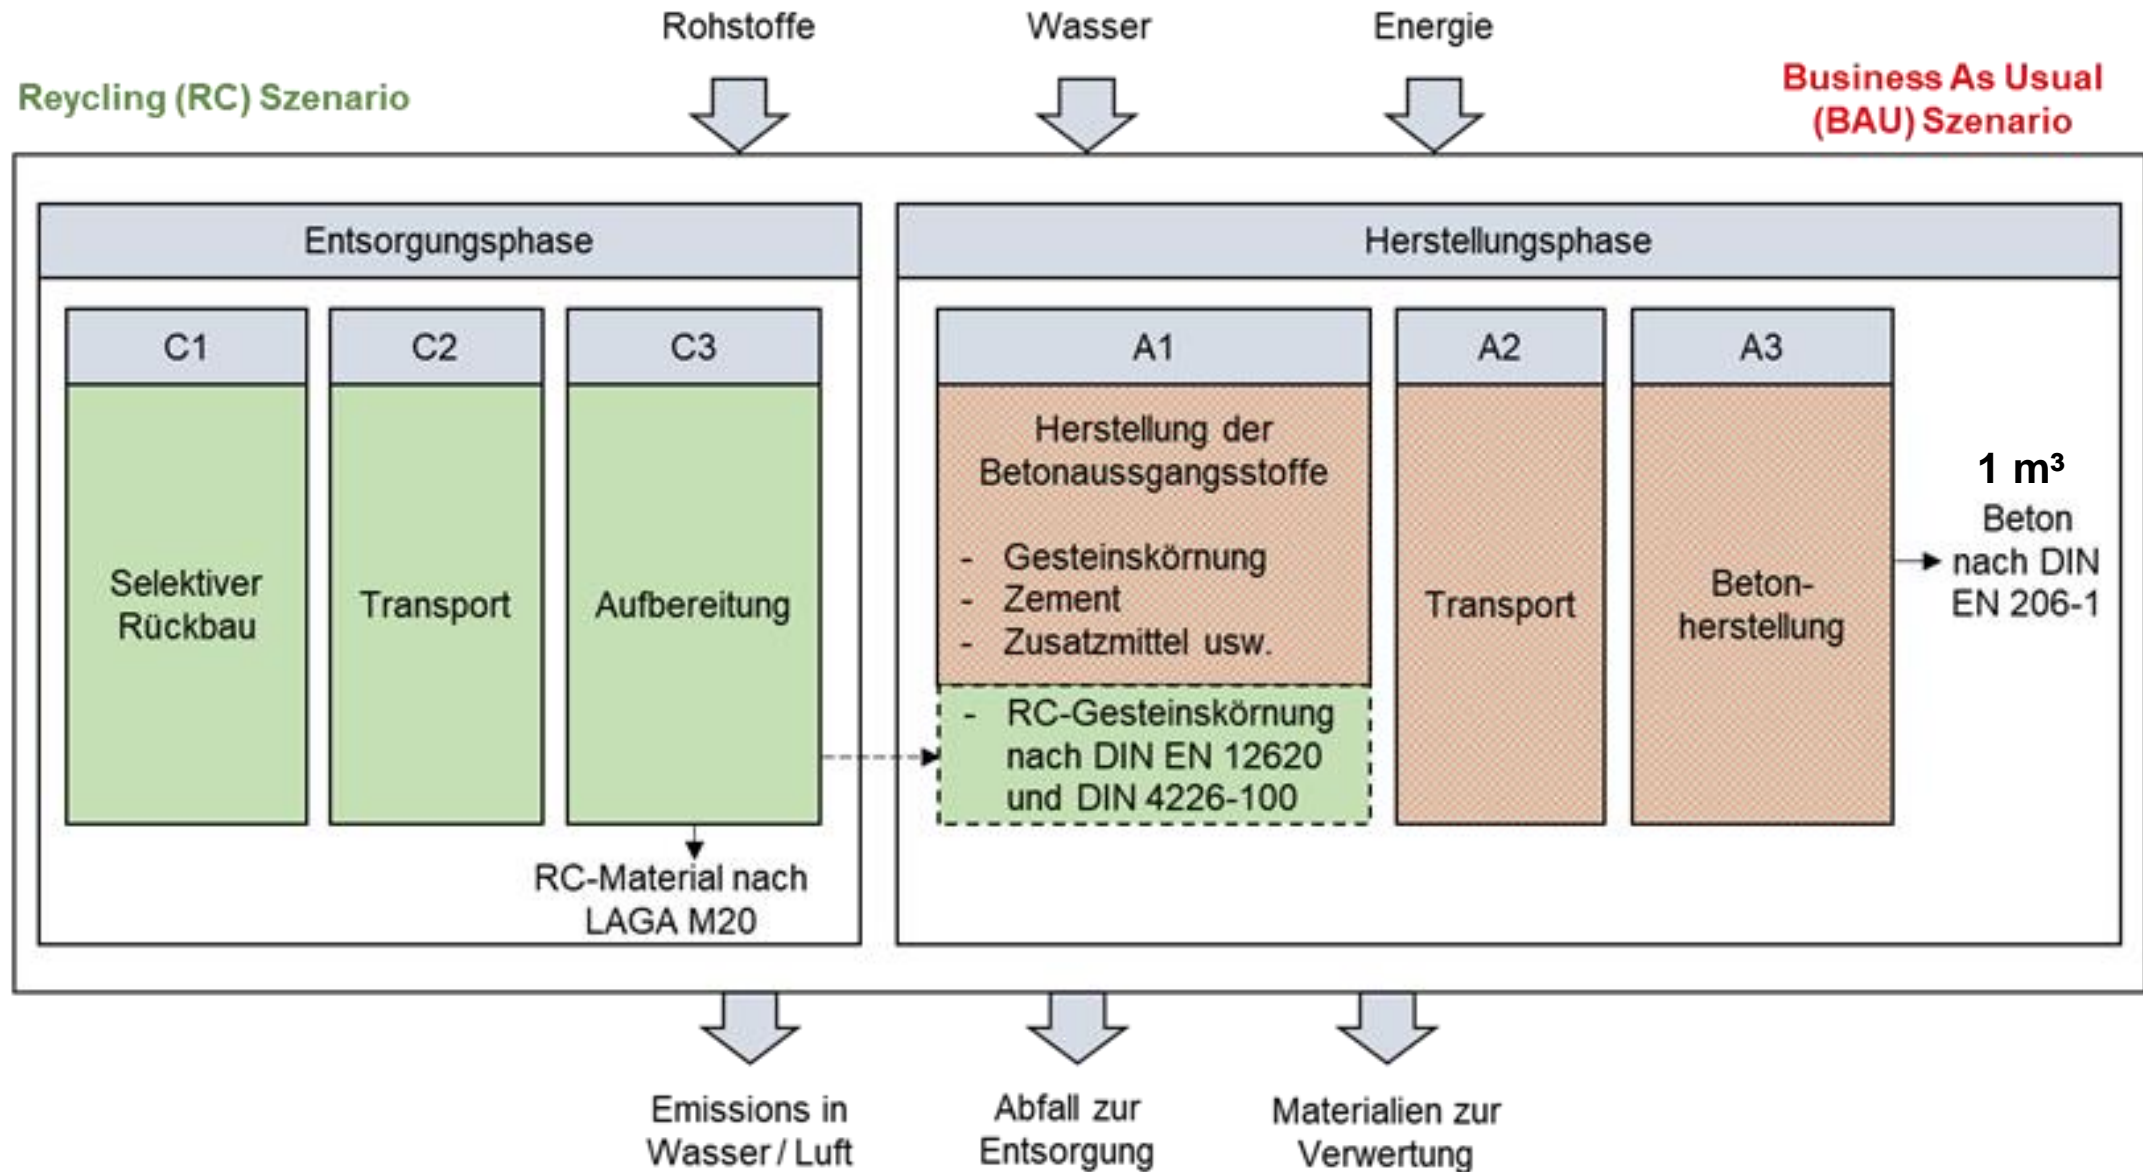 Rohstoffe
Wasser
Energie
Reycling (RC) Szenario
Business As Usual
(BAU) Szenario
Entsorgungsphase
Herstellungsphase
C1
C2
C3
A1
A2
A3
Selektiver
Rückbau
Transport
Aufbereitung
Herstellung der
Betonaussgangsstoffe
- Gesteinskörnung
- Zement
- Zusatzmittel usw.
- RC-Gesteinskörnung
nach DIN EN 12620
und DIN 4226-100
Transport
Beton-
herstellung
1 m³
Beton
nach DIN
EN 206-1
RC-Material nach
LAGA M20
Emissions in
Wasser / Luft
Abfall zur
Entsorgung
Materialien zur
Verwertung